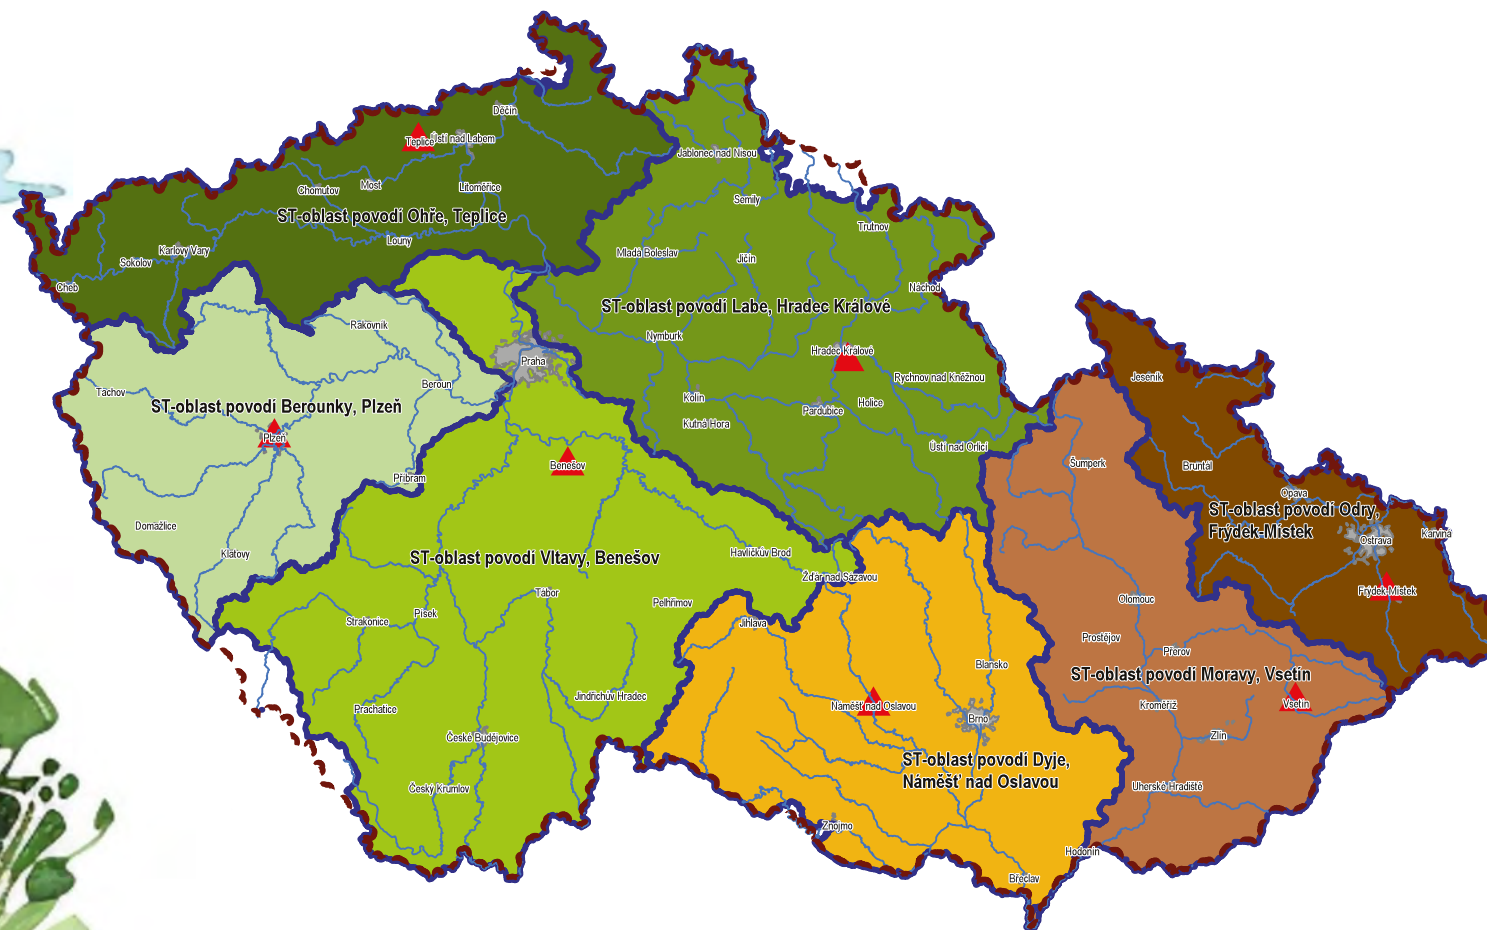 Děčín
Teplice
Ústí nad Labem
Jablonec nad Nisou
Chomutov
Most
Litoměřice
Semily
ST-oblast povodí Ohře, Teplice
Trutnov
Louny
Karlovy Vary
Mladá Boleslav
Jičín
Sokolov
Cheb
Náchod
ST-oblast povodí Labe, Hradec Králové
Rakovník
Nymburk
Hradec Králové
Praha
Rychnov nad Kněžnou
Jeseník
Beroun
Tachov
Kolín
ST-oblast povodí Berounky, Plzeň
Holice
Pardubice
Kutná Hora
Plzeň
Ústí nad Orlicí
Benešov
Šumperk
Bruntál
Příbram
Opava
ST-oblast povodí Odry,
Frýdek-Místek
Domažlice
Karviná
Ostrava
Klatovy
ST-oblast povodí Vltavy, Benešov
Havlíčkův Brod
Žďár nad Sázavou
Frýdek-Místek
Tábor
Pelhřimov
Olomouc
Písek
Strakonice
Jihlava
Prostějov
Přerov
Blansko
ST-oblast povodí Moravy, Vsetín
Jindřichův Hradec
Náměšť nad Oslavou
Kroměříž
Vsetín
Prachatice
Brno
České Budějovice
Zlín
ST-oblast povodí Dyje,
Náměšť nad Oslavou
Český Krumlov
Uherské Hradiště
Znojmo
Hodonín
Břeclav